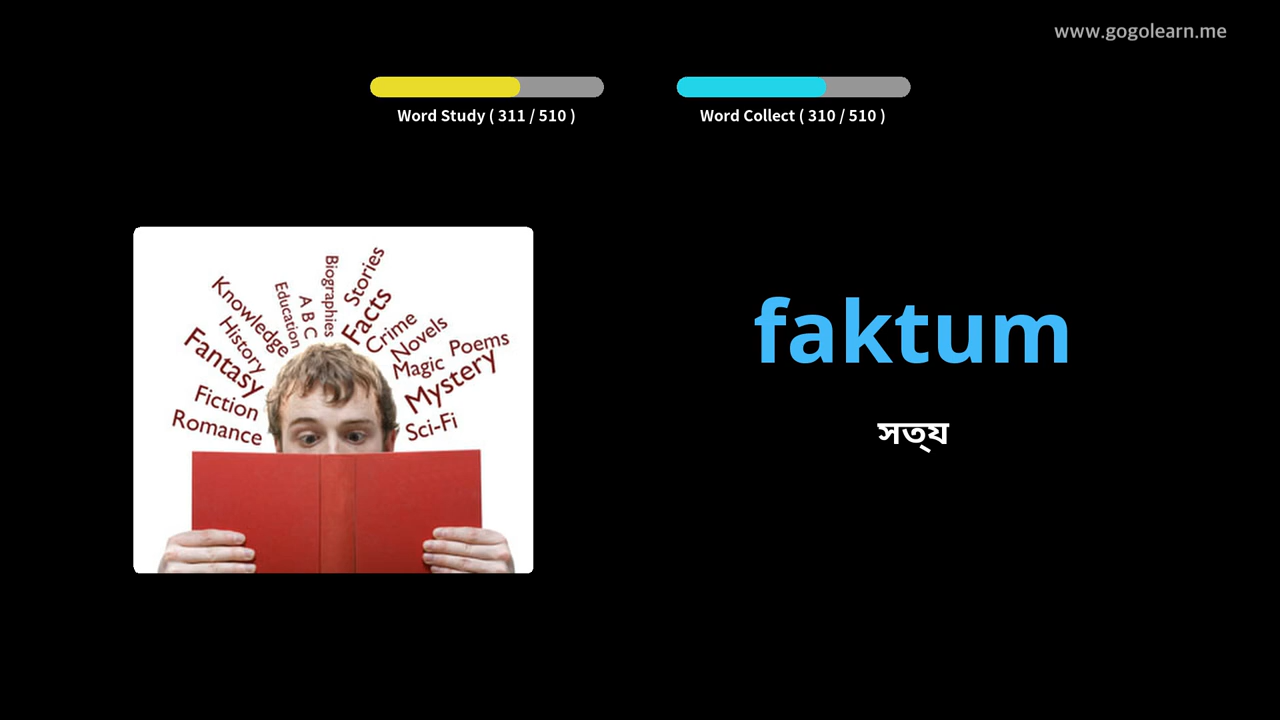 www.gogolearn.me
Word Study ( 311 / 510 )
Word Collect ( 310 / 510 )
Biographies
Stories
Education
A B C
Facts
Knowledge
Crime
History
Novels
Poems
Fantasy
Magic
Mystery
Fiction
Romance
Sci-Fi
faktum
সত্য